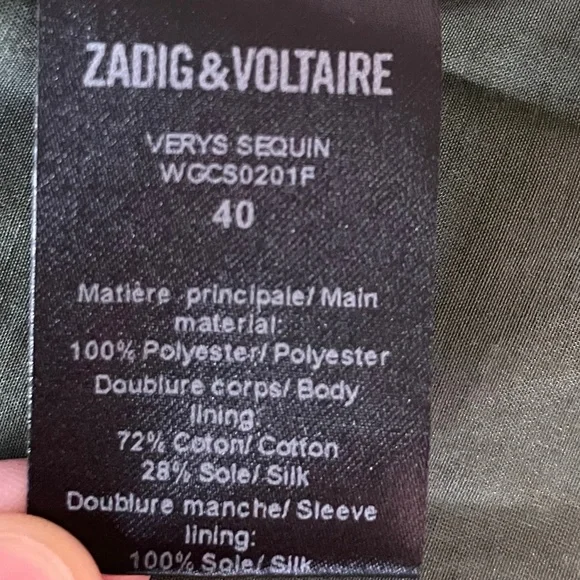 ZADIG&VOLTAIRE
VERYS SEQUIN
WGCS0201F
40
Matière principale/ Main
material:
100% Polyester/ Polyester
Doublure corps/ Body
lining:
72% Coton/ Cotton
28% Soie/ Silk
Doublure manche/ Sleeve
lining:
100% Soie/ Silk